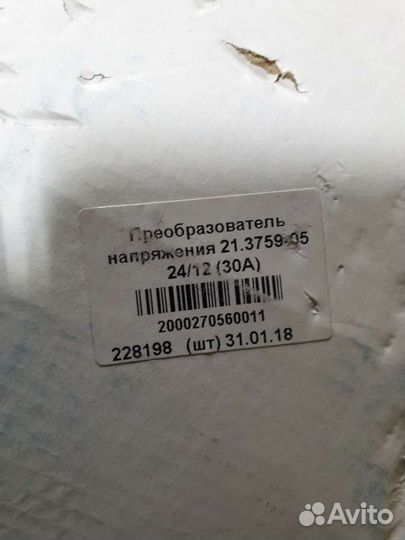 Преобразователь
напряжения 21.3759-05
24/12 (30А)
2000270560011
228198 (шт) 31.01.18
Avito